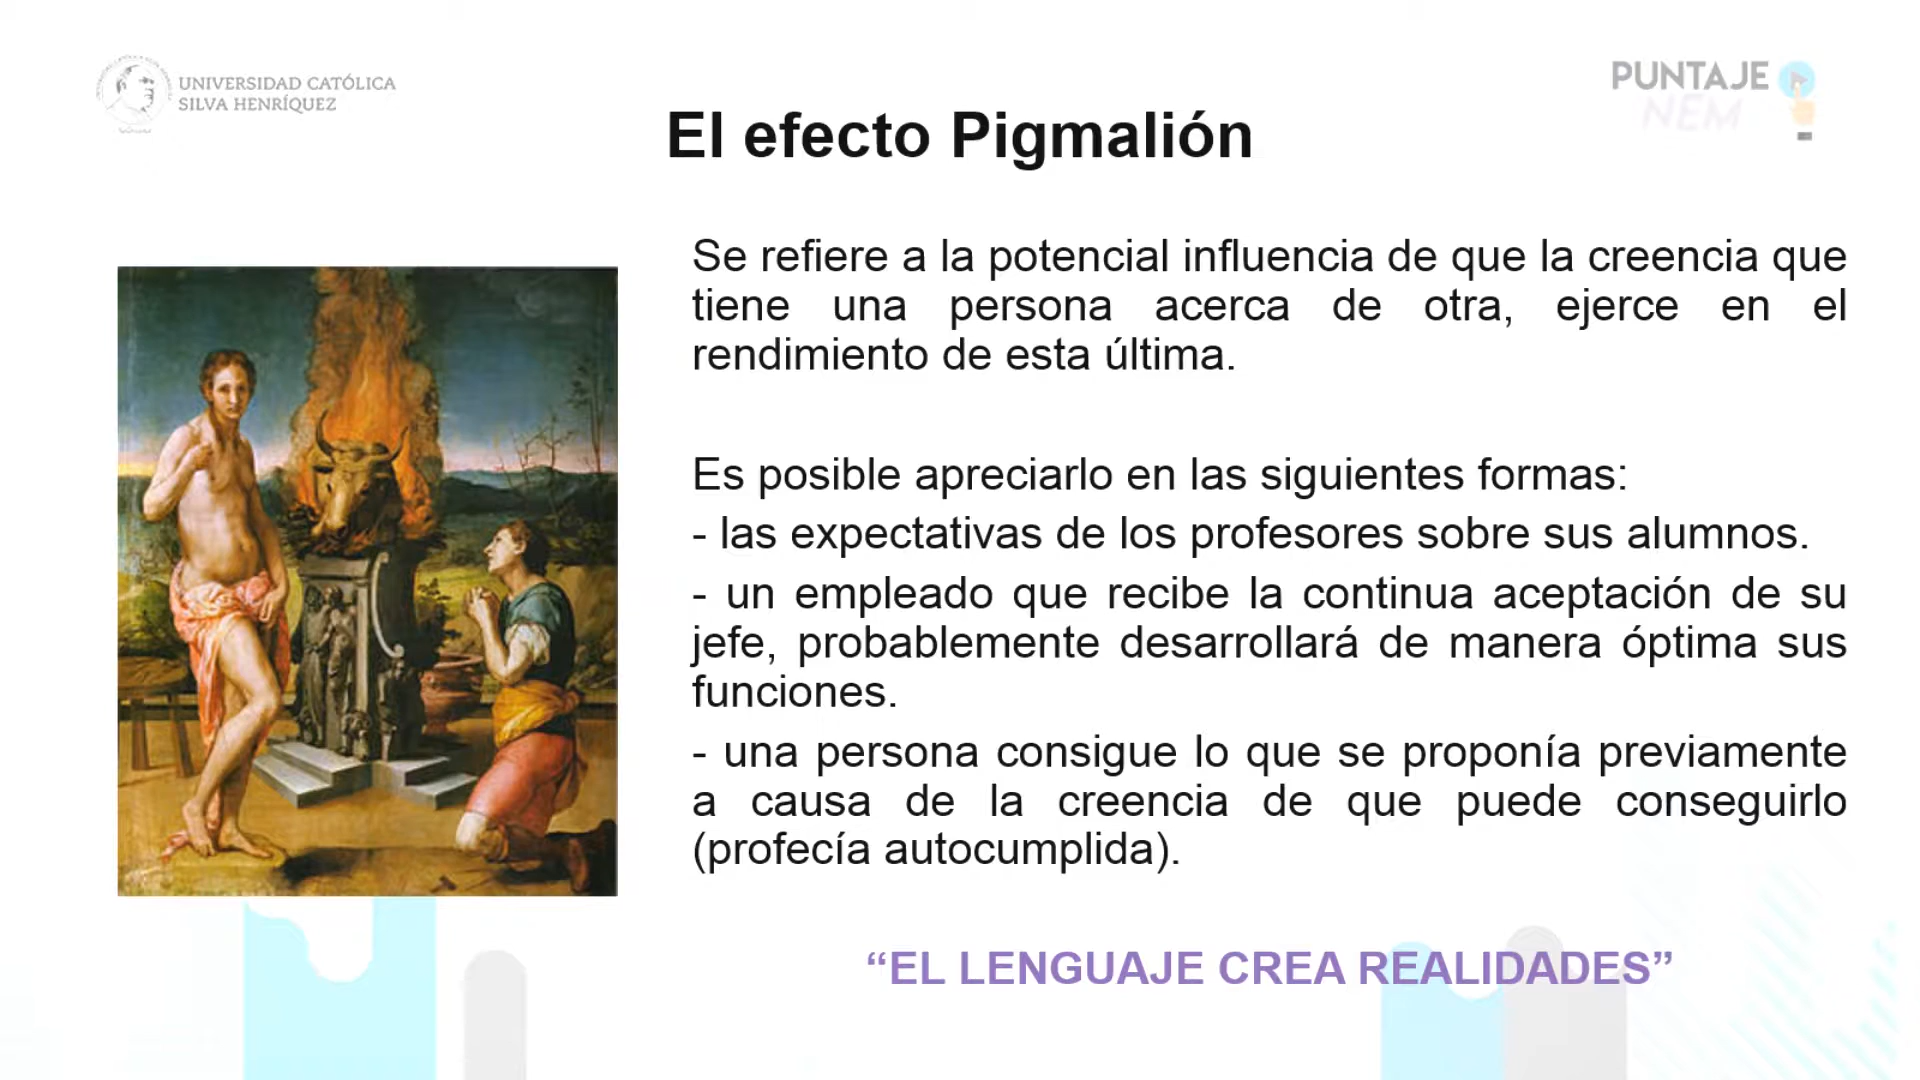 UNIVERSIDAD CATÓLICA
SILVA HENRÍQUEZ
PUNTAJE
NEM
El efecto Pigmalión
Se refiere a la potencial influencia de que la creencia que
tiene una persona acerca de otra, ejerce en el
rendimiento de esta última.
Es posible apreciarlo en las siguientes formas:
- las expectativas de los profesores sobre sus alumnos.
- un empleado que recibe la continua aceptación de su
jefe, probablemente desarrollará de manera óptima sus
funciones.
- una persona consigue lo que se proponía previamente
a causa de la creencia de que puede conseguirlo
(profecía autocumplida).
“EL LENGUAJE CREA REALIDADES”